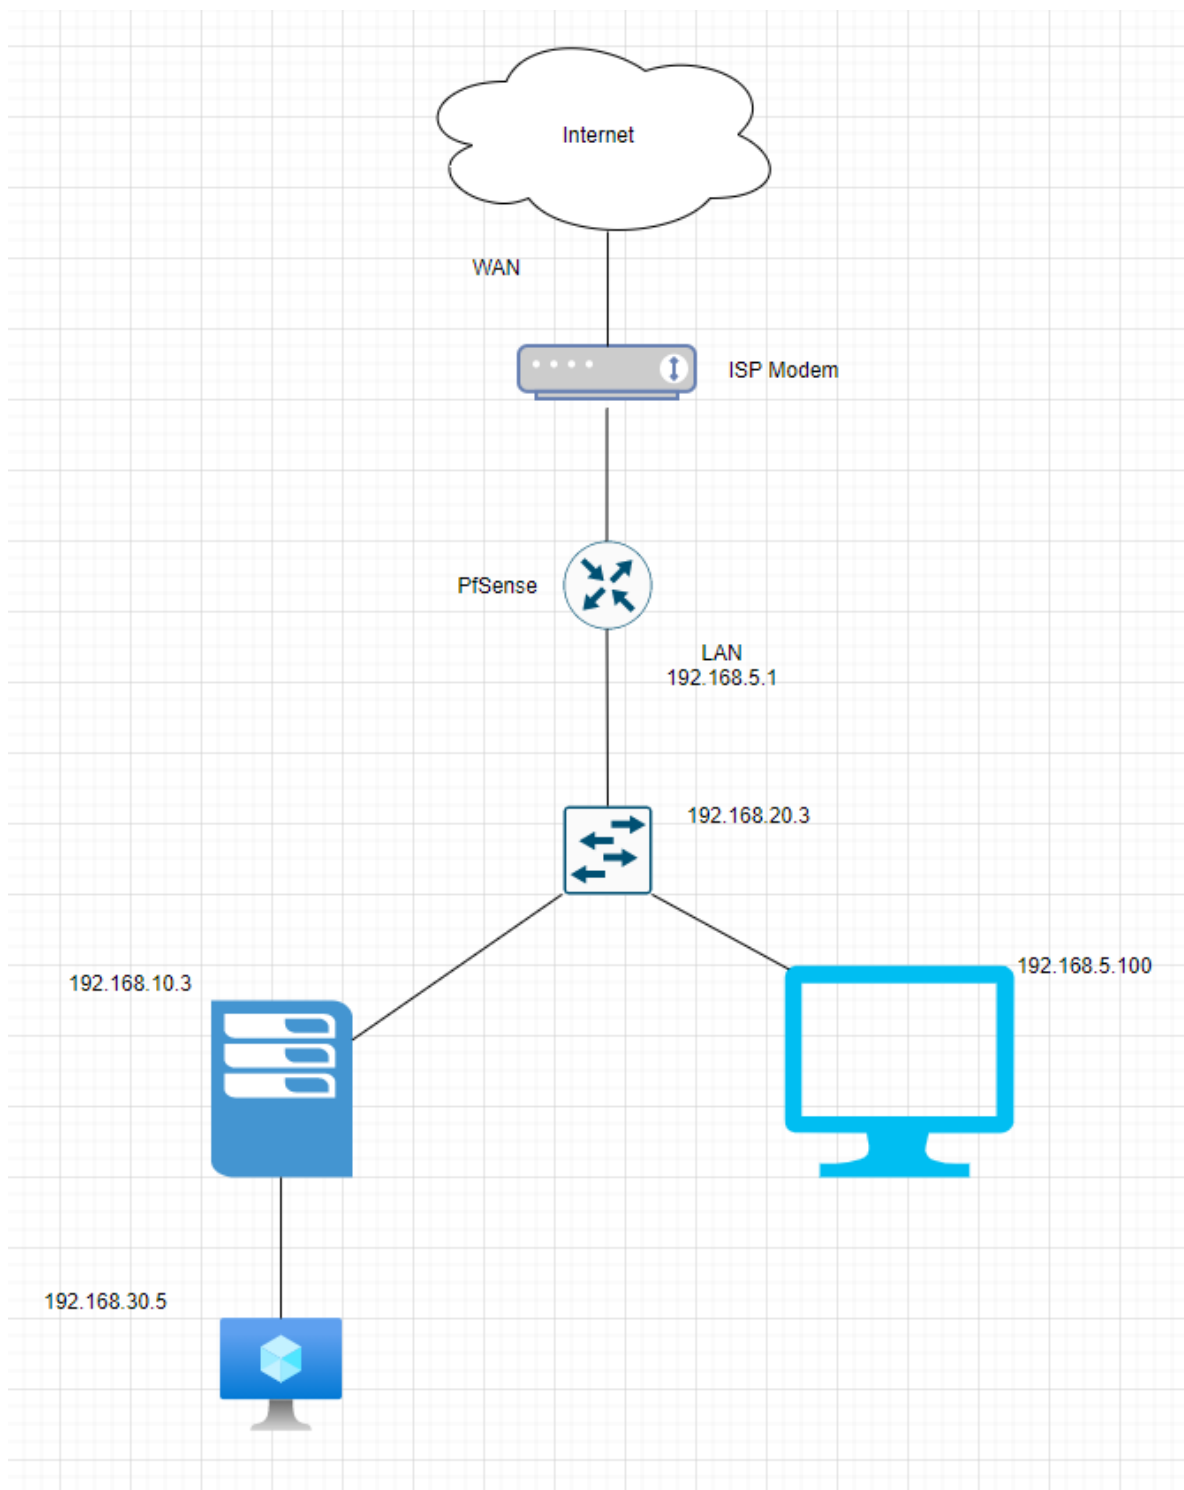 Internet
WAN
ISP Modem
PfSense
LAN
192.168.5.1
192.168.20.3
192.168.5.100
192.168.10.3
192.168.30.5